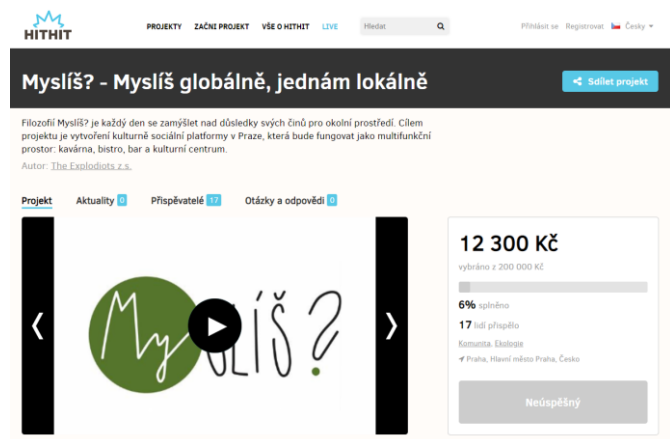 HITHIT
PROJEKTY ZAČNI PROJEKT VŠE O HITHIT LIVE Hledat Přihlásit se Registrovat Česky
Myslíš? - Myslíš globálně, jednám lokálně
Sdílet projekt
Filozofií Myslíš? je každý den se zamýšlet nad důsledky svých činů pro okolní prostředí. Cílem
projektu je vytvoření kulturně sociální platformy v Praze, která bude fungovat jako multifunkční
prostor: kavárna, bistro, bar a kulturní centrum.
Autor: The Explodiots z.s.
Projekt Aktuality 0 Přispěvatelé 17 Otázky a odpovědi 0
MySLÍŠ?
12 300 Kč
vybráno z 200 000 Kč
6% splněno
17 lidí přispělo
Komunita, Ekologie
Praha, Hlavní město Praha, Česko
Neúspěšný